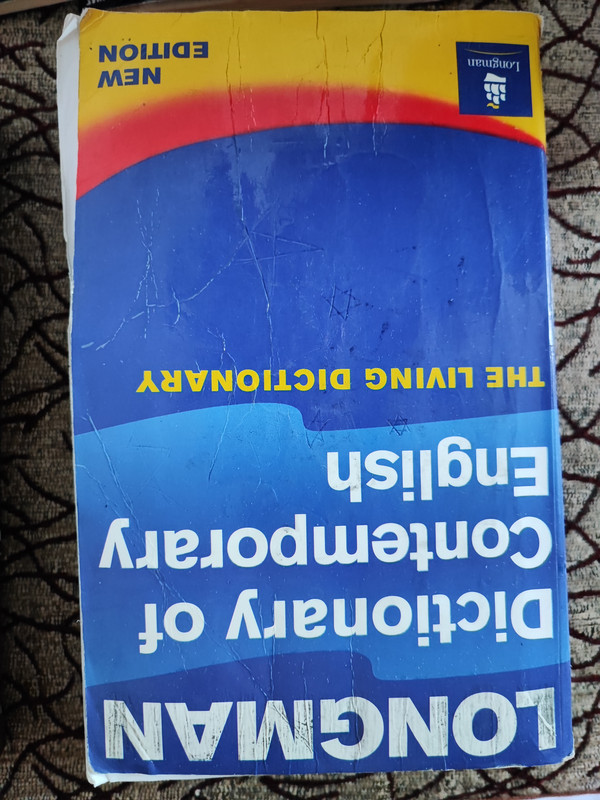 LONGMAN
Dictionary of
Contemporary
English
THE LIVING DICTIONARY
NEW
EDITION
Longman